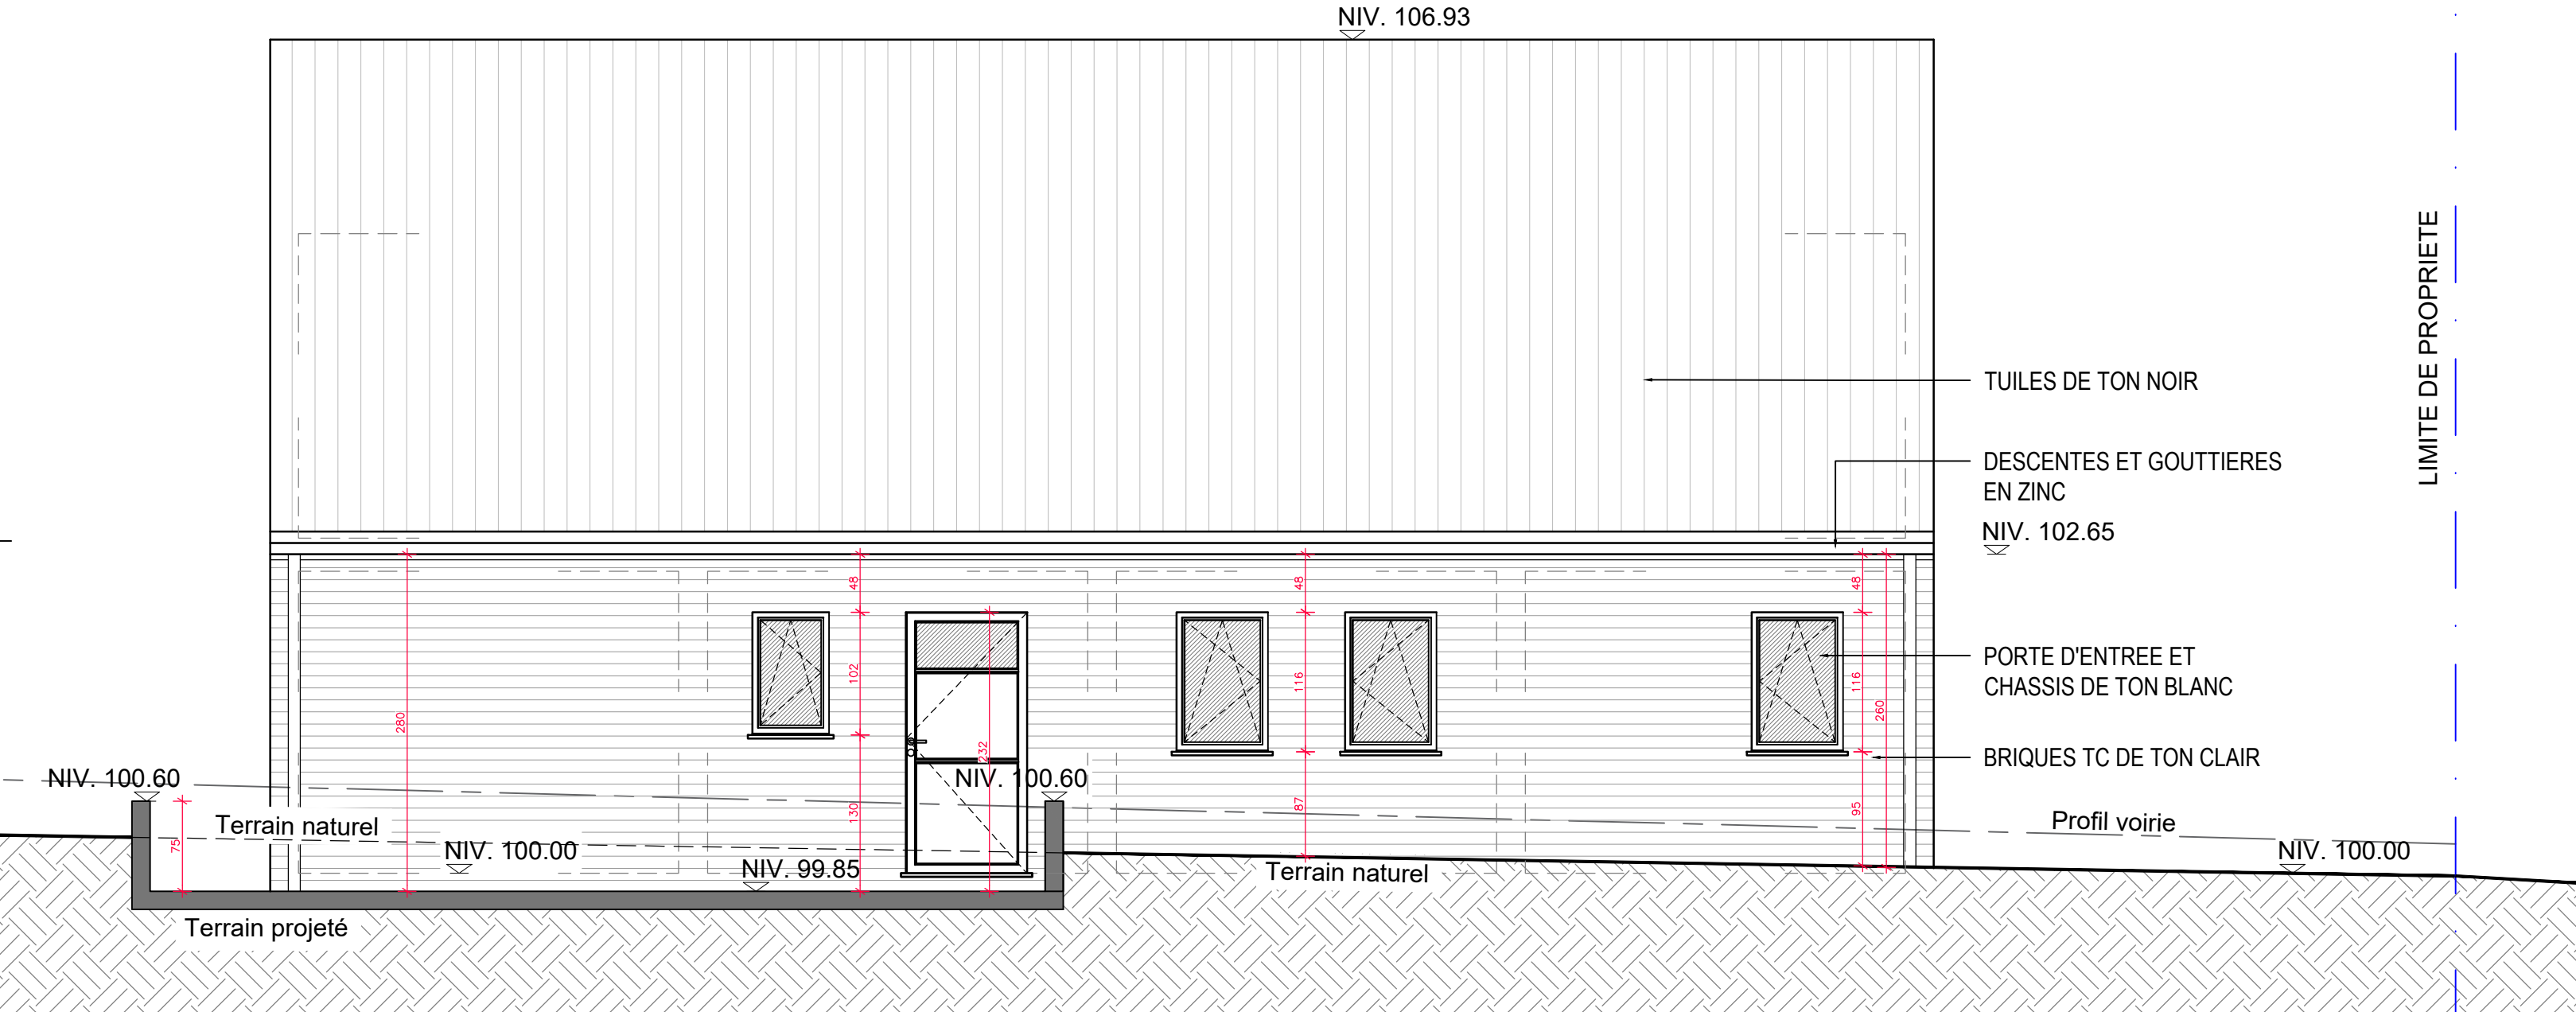 NIV. 106.93
LIMITE DE PROPRIETE
TUILES DE TON NOIR
DESCENTES ET GOUTTIERES
EN ZINC
NIV. 102.65
48
48
48
102
116
116
280
232
260
PORTE D'ENTREE ET
CHASSIS DE TON BLANC
BRIQUES TC DE TON CLAIR
NIV. 100.60
NIV. 100.60
130
87
95
75
Terrain naturel
Profil voirie
NIV. 100.00
NIV. 99.85
Terrain naturel
NIV. 100.00
Terrain projeté